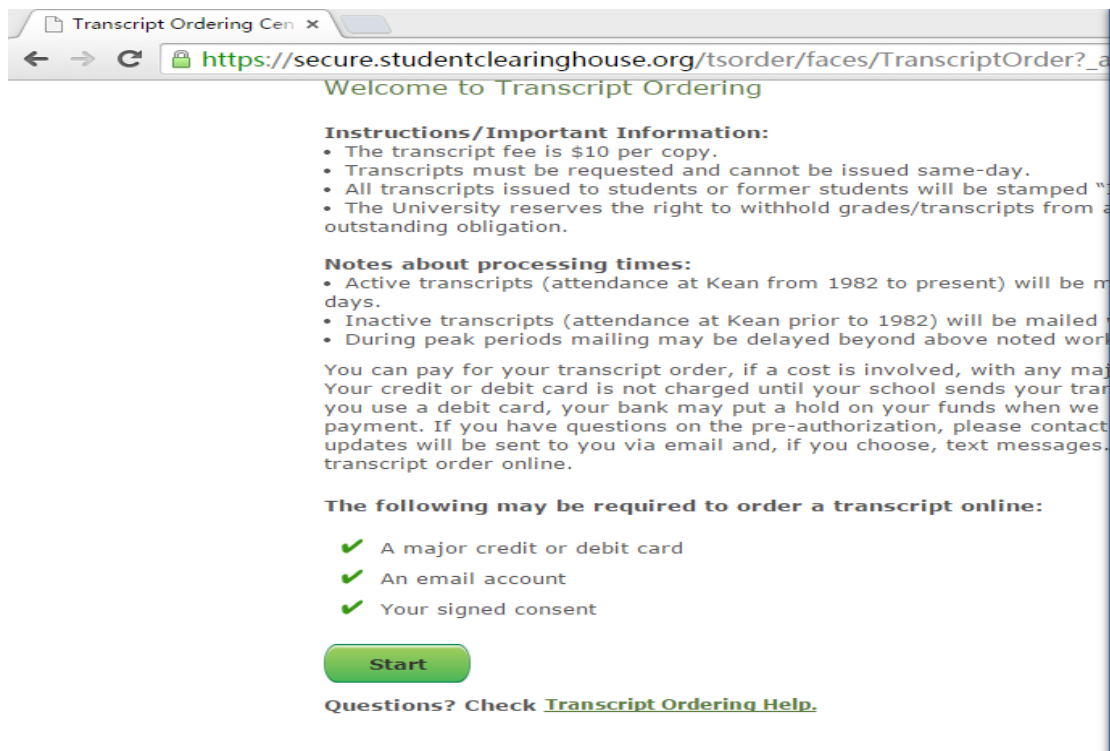 Transcript Ordering Cen
https://secure.studentclearinghouse.org/tsorder/faces/TranscriptOrder?_a
Welcome to Transcript Ordering
Instructions/Important Information:
• The transcript fee is $10 per copy.
• Transcripts must be requested and cannot be issued same-day.
• All transcripts issued to students or former students will be stamped "
• The University reserves the right to withhold grades/transcripts from a
outstanding obligation.
Notes about processing times:
• Active transcripts (attendance at Kean from 1982 to present) will be m
days.
• Inactive transcripts (attendance at Kean prior to 1982) will be mailed
• During peak periods mailing may be delayed beyond above noted wor
You can pay for your transcript order, if a cost is involved, with any maj
Your credit or debit card is not charged until your school sends your tran
you use a debit card, your bank may put a hold on your funds when we
payment. If you have questions on the pre-authorization, please contact
updates will be sent to you via email and, if you choose, text messages.
transcript order online.
The following may be required to order a transcript online:
✔ A major credit or debit card
✔ An email account
✔ Your signed consent
Start
Questions? Check Transcript Ordering Help.